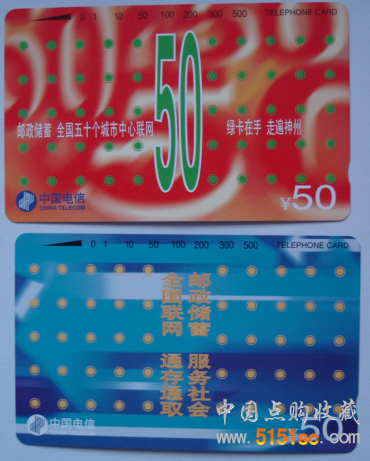 0 1 10 50 100 200 300 500 TELEPHONE CARD
邮政储蓄 全国五十个城市中心联网
50
绿卡在手 走遍神州
中国电信
CHINA TELECOM
¥50
0 1 10 50 100 200 300 500 TELEPHONE CARD
邮政储蓄
全国联网
服务社会
通存通取
中国电信
CHINA TELECOM
50
中国点购收藏
www.5151sc.com